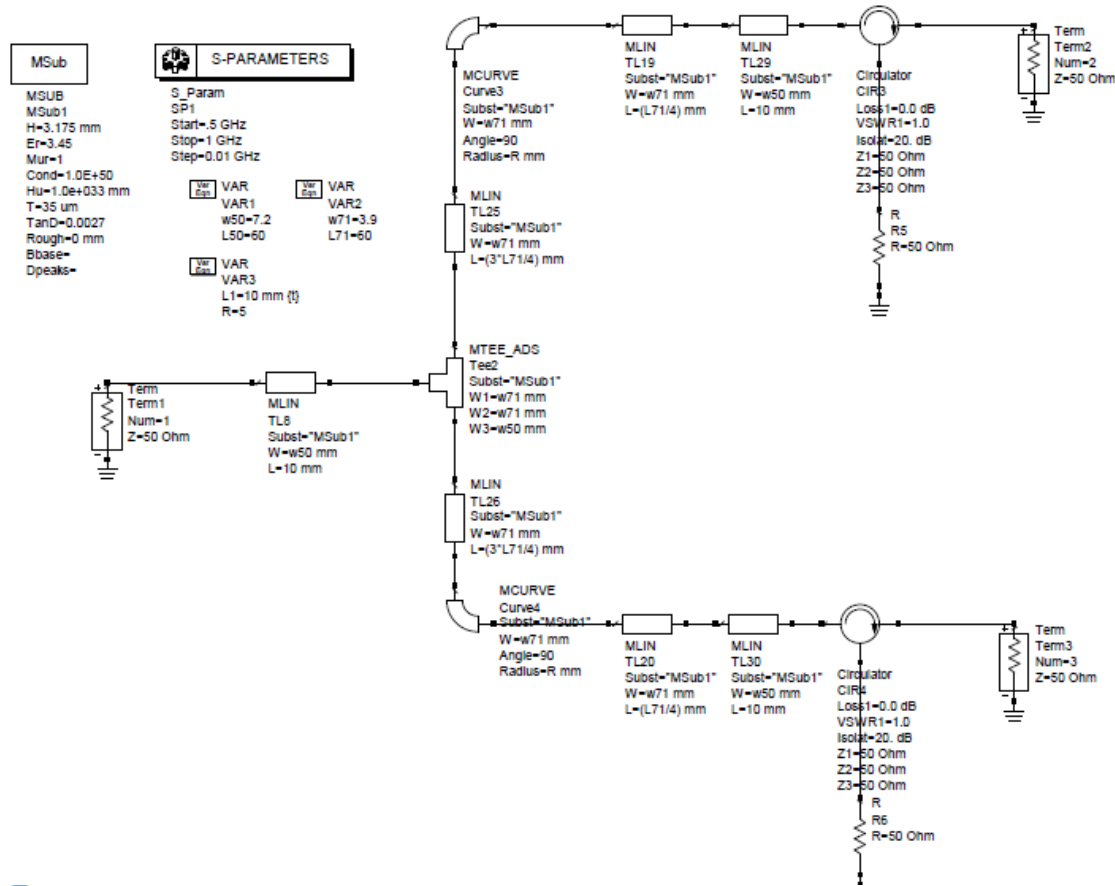 MSub
MSUB
MSub1
H=3.175 mm
Er=3.45
Mur=1
Cond=1.0E+50
Hu=1.0e+033 mm
T=35 um
TanD=0.0027
Rough=0 mm
Bbase=
Dpeaks=
S-PARAMETERS
S_Param
SP1
Start=.5 GHz
Stop=1 GHz
Step=0.01 GHz
Var
Eqn
VAR
VAR1
w50=7.2
L50=60
Var
Eqn
VAR
VAR2
w71=3.9
L71=60
Var
Eqn
VAR
VAR3
L1=10 mm {t}
R=5
MCURVE
Curve3
Subst="MSub1"
W=w71 mm
Angle=90
Radius=R mm
MLIN
TL19
Subst="MSub1"
W=w71 mm
L=(L71/4) mm
MLIN
TL29
Subst="MSub1"
W=w50 mm
L=10 mm
Circulator
CIR3
Loss1=0.0 dB
VSWR1=1.0
Isolat=20. dB
Z1=50 Ohm
Z2=50 Ohm
Z3=50 Ohm
+
-
Term
Term2
Num=2
Z=50 Ohm
R
R5
R=50 Ohm
MLIN
TL25
Subst="MSub1"
W=w71 mm
L=(3*L71/4) mm
MTEE_ADS
Tee2
Subst="MSub1"
W1=w71 mm
W2=w71 mm
W3=w50 mm
+
-
Term
Term1
Num=1
Z=50 Ohm
MLIN
TL8
Subst="MSub1"
W=w50 mm
L=10 mm
MLIN
TL26
Subst="MSub1"
W=w71 mm
L=(3*L71/4) mm
MCURVE
Curve4
Subst="MSub1"
W=w71 mm
Angle=90
Radius=R mm
MLIN
TL20
Subst="MSub1"
W=w71 mm
L=(L71/4) mm
MLIN
TL30
Subst="MSub1"
W=w50 mm
L=10 mm
Circulator
CIR4
Loss1=0.0 dB
VSWR1=1.0
Isolat=20. dB
Z1=50 Ohm
Z2=50 Ohm
Z3=50 Ohm
+
-
Term
Term3
Num=3
Z=50 Ohm
R
R6
R=50 Ohm